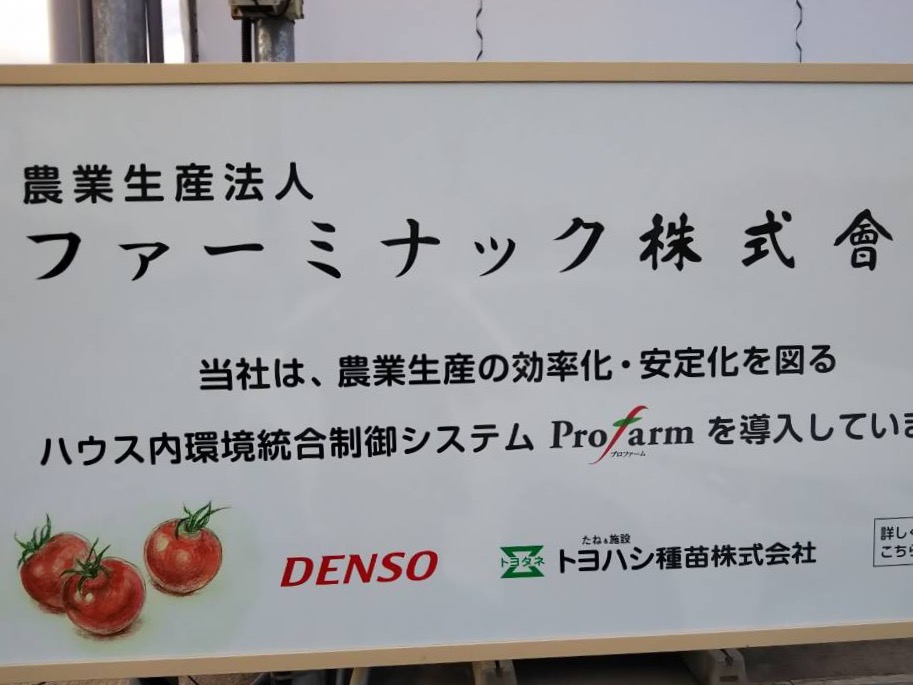 農業生産法人
ファーミナック株式會
当社は、農業生産の効率化・安定化を図る
ハウス内環境統合制御システム Profarm を導入していま
プロファーム
DENSO
トヨタネ
たね&施設
トヨハシ種苗株式会社
詳しく
こちら